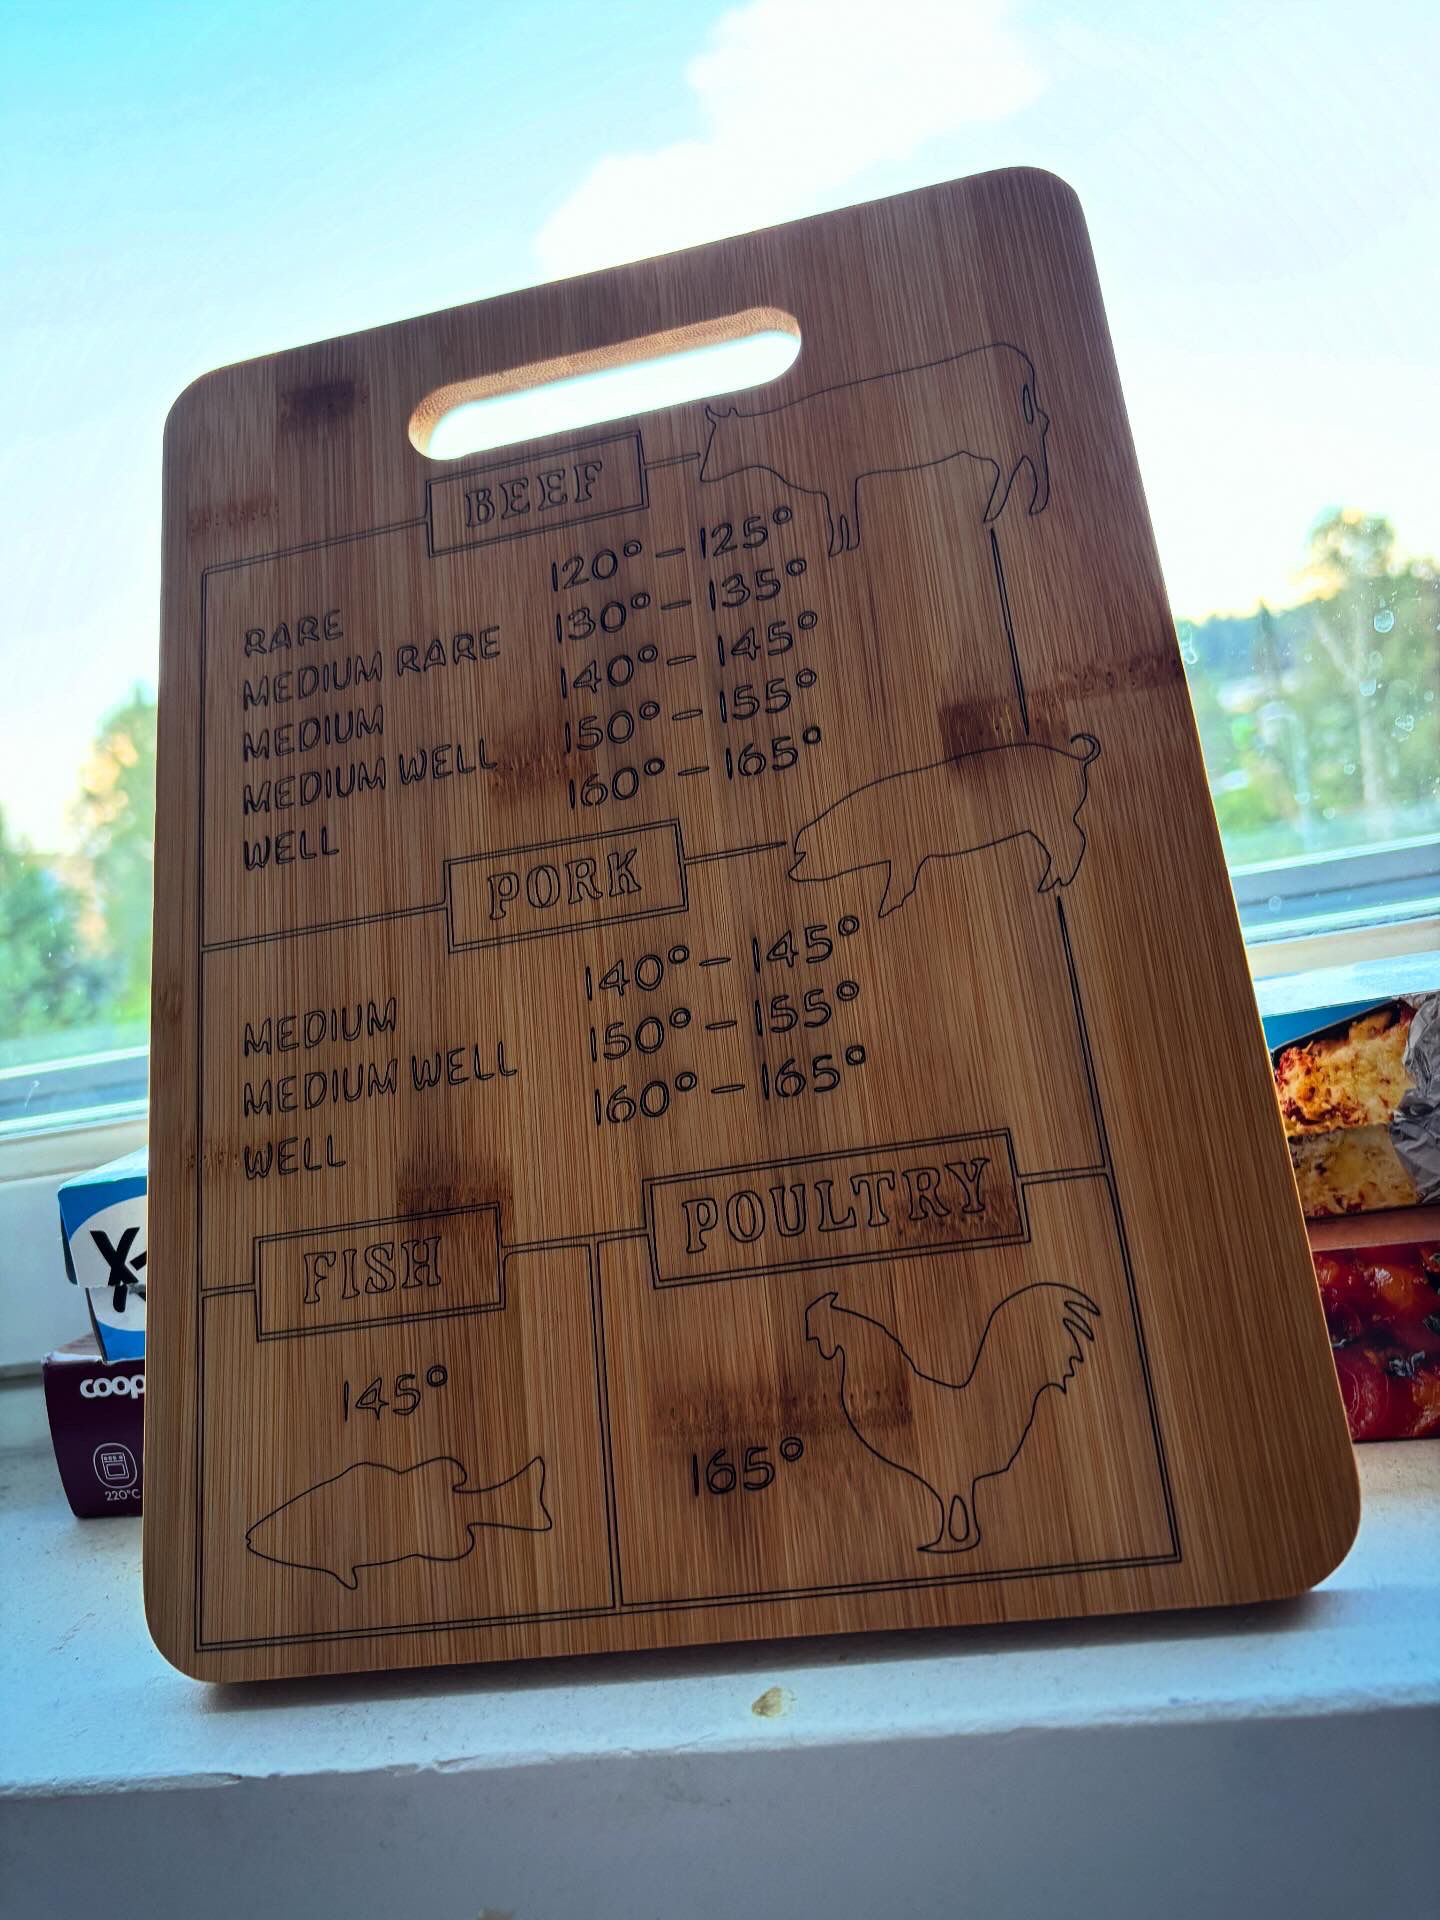 BEEF
RARE 120° - 125°
MEDIUM RARE 130° - 135°
MEDIUM 140° - 145°
MEDIUM WELL 150° - 155°
WELL 160° - 165°
PORK
MEDIUM 140° - 145°
MEDIUM WELL 150° - 155°
WELL 160° - 165°
FISH
145°
POULTRY
165°
X-
coop
220°C